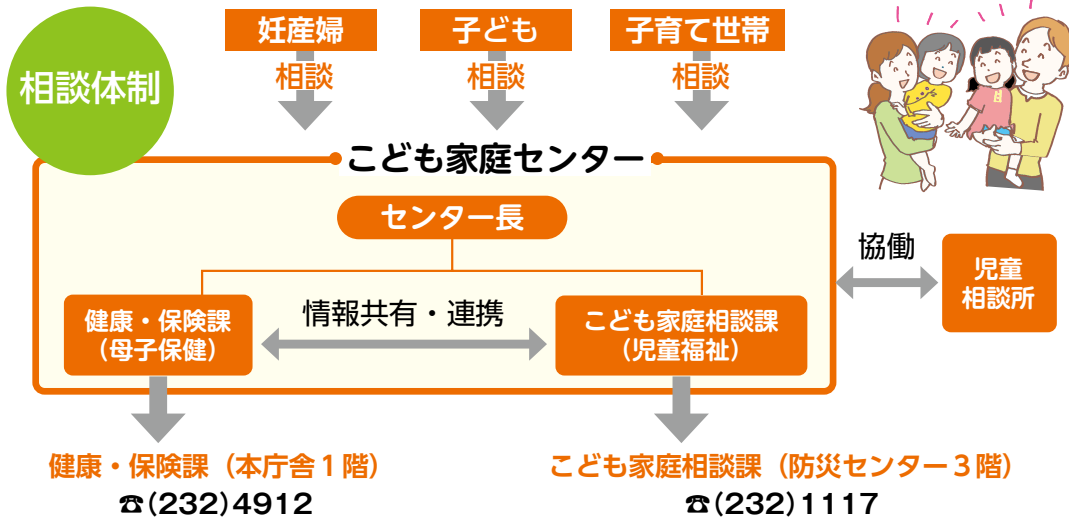 相談体制
妊産婦
子ども
子育て世帯
相談
相談
相談
こども家庭センター
センター長
健康・保険課
（母子保健）
情報共有・連携
こども家庭相談課
（児童福祉）
協働
児童
相談所
健康・保険課（本庁舎１階）
☎(232)4912
こども家庭相談課（防災センター３階）
☎(232)1117